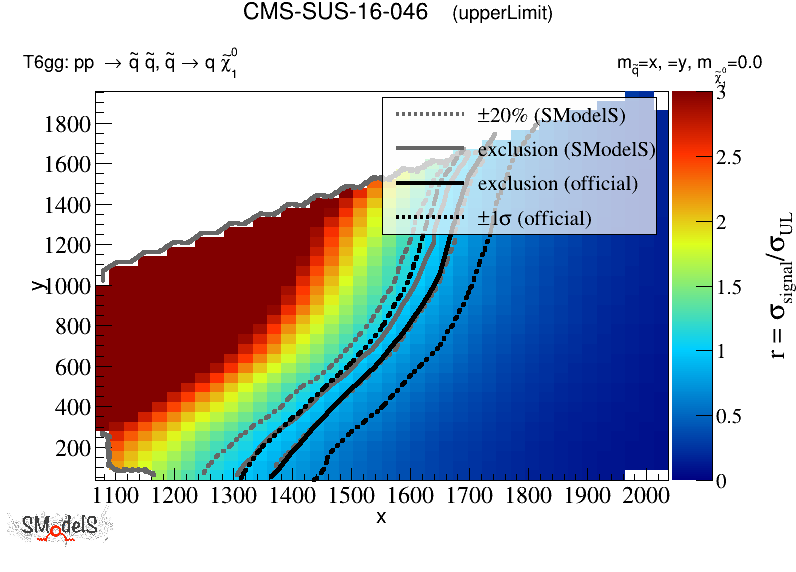 CMS-SUS-16-046 (upperLimit)
T6gg: pp → q̃ q̃, q̃ → q χ̃₁⁰
m_q̃=x, =y, m_χ̃₁⁰=0.0
±20% (SModelS)
exclusion (SModelS)
exclusion (official)
±1σ (official)
1800
1600
1400
1200
1000
800
600
400
200
y
1100 1200 1300 1400 1500 1600 1700 1800 1900 2000
x
3
2.5
2
1.5
1
0.5
0
r = σ_signal/σ_UL
SModelS